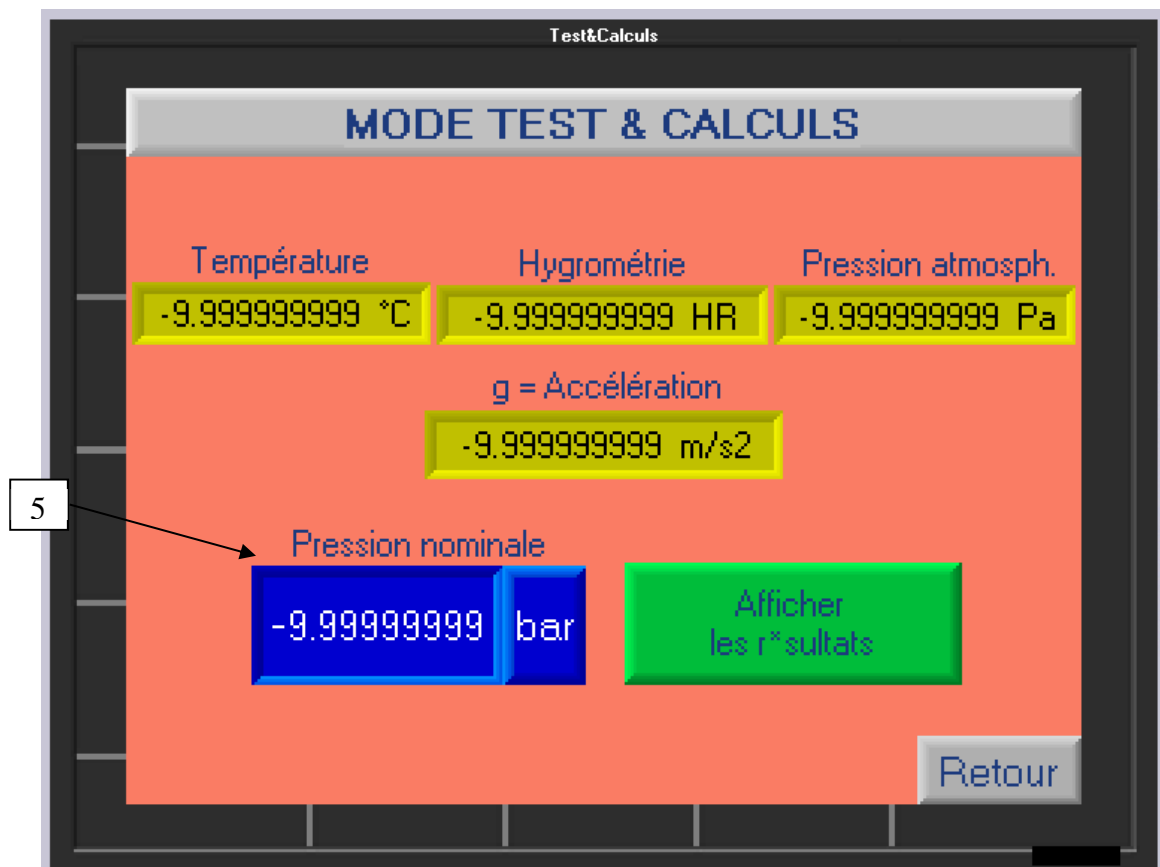 Test&Calculs
MODE TEST & CALCULS
Température Hygrométrie Pression atmosph.
-9.999999999 °C -9.999999999 HR -9.999999999 Pa
g = Accélération
-9.999999999 m/s2
5
Pression nominale
-9.99999999 bar
Afficher
les r*sultats
Retour